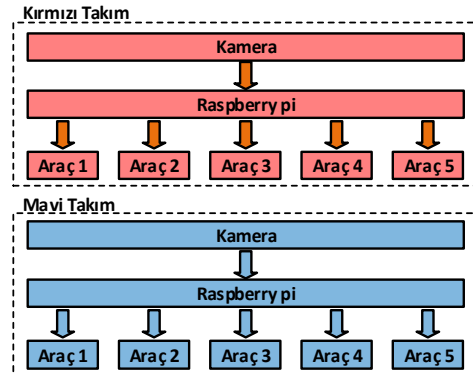 Kırmızı Takım
Kamera
Raspberry pi
Araç 1 Araç 2 Araç 3 Araç 4 Araç 5
Mavi Takım
Kamera
Raspberry pi
Araç 1 Araç 2 Araç 3 Araç 4 Araç 5